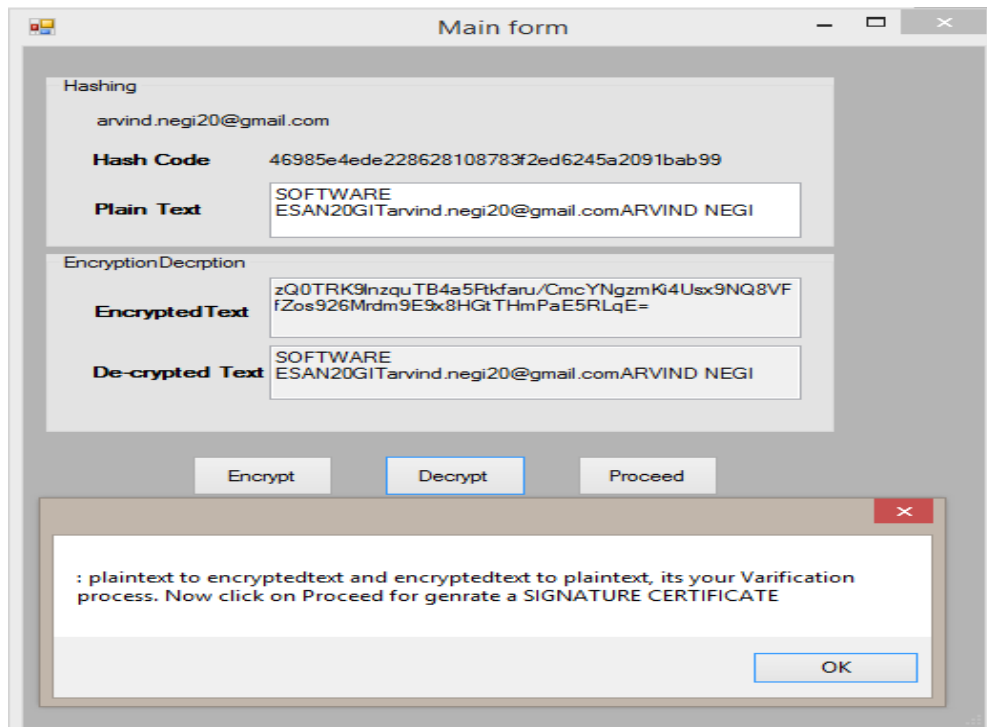 Main form
Hashing
arvind.negi20@gmail.com
Hash Code 46985e4ede228628108783f2ed6245a2091bab99
Plain Text
SOFTWARE
ESAN20GITarvind.negi20@gmail.comARVIND NEGI
EncryptionDecrption
EncryptedText
zQ0TRK9InzquTB4a5Rtkfaru/CmcYNgzmKi4Usx9NQ8VF
fZos926Mrdm9E9x8HGtTHmPaE5RLqE=
De-crypted Text
SOFTWARE
ESAN20GITarvind.negi20@gmail.comARVIND NEGI
Encrypt Decrypt Proceed
: plaintext to encryptedtext and encryptedtext to plaintext, its your Varification
process. Now click on Proceed for genrate a SIGNATURE CERTIFICATE
OK